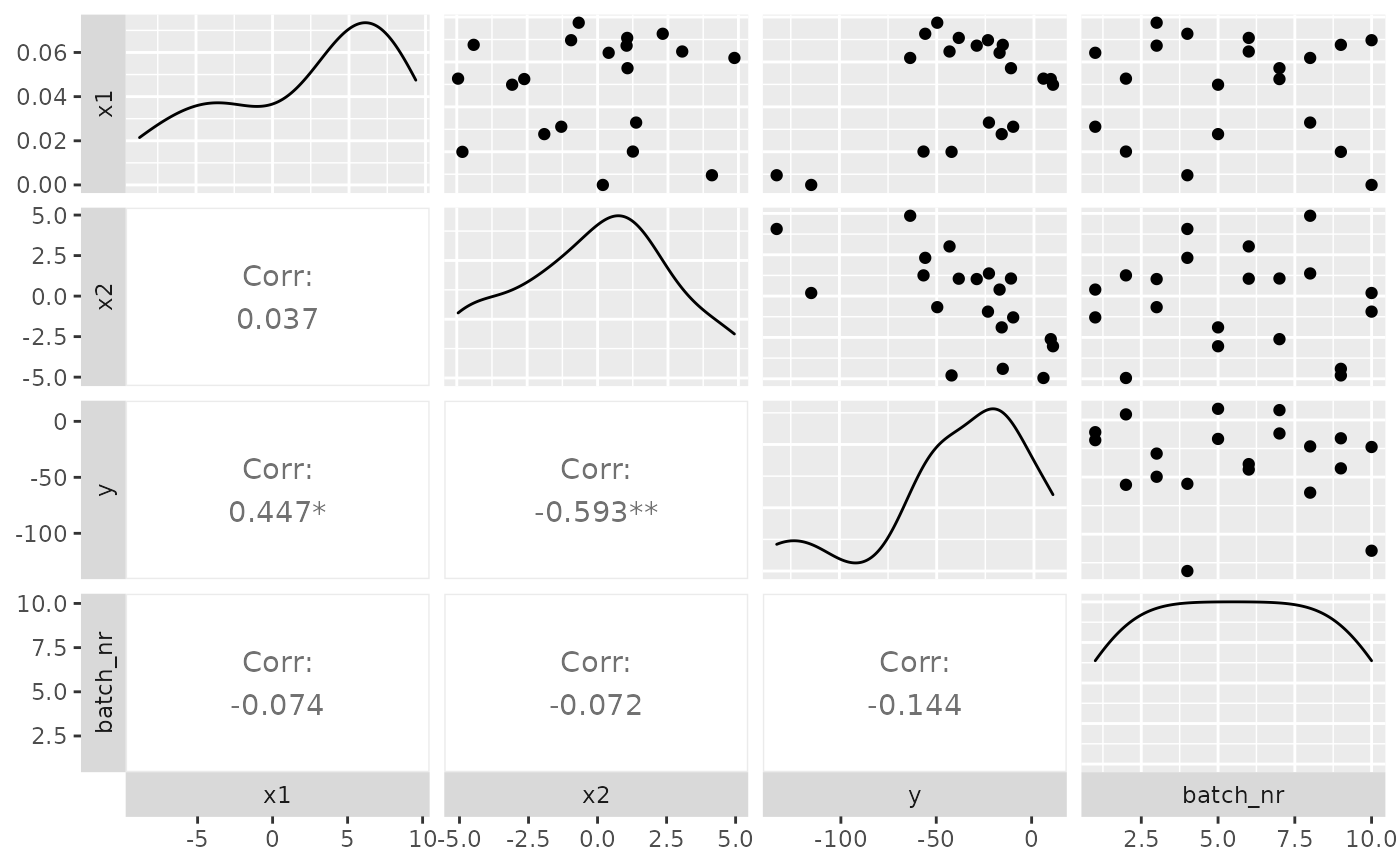 0.06
0.04
0.02
0.00
x1
5.0
2.5
0.0
-2.5
-5.0
x2
Corr:
0.037
0
-50
-100
y
Corr:
0.447*
Corr:
-0.593**
10.0
7.5
5.0
2.5
batch_nr
Corr:
-0.074
Corr:
-0.072
Corr:
-0.144
x1 x2 y batch_nr
-5 0 5 10 -5.0 -2.5 0.0 2.5 5.0 -100 -50 0 2.5 5.0 7.5 10.0